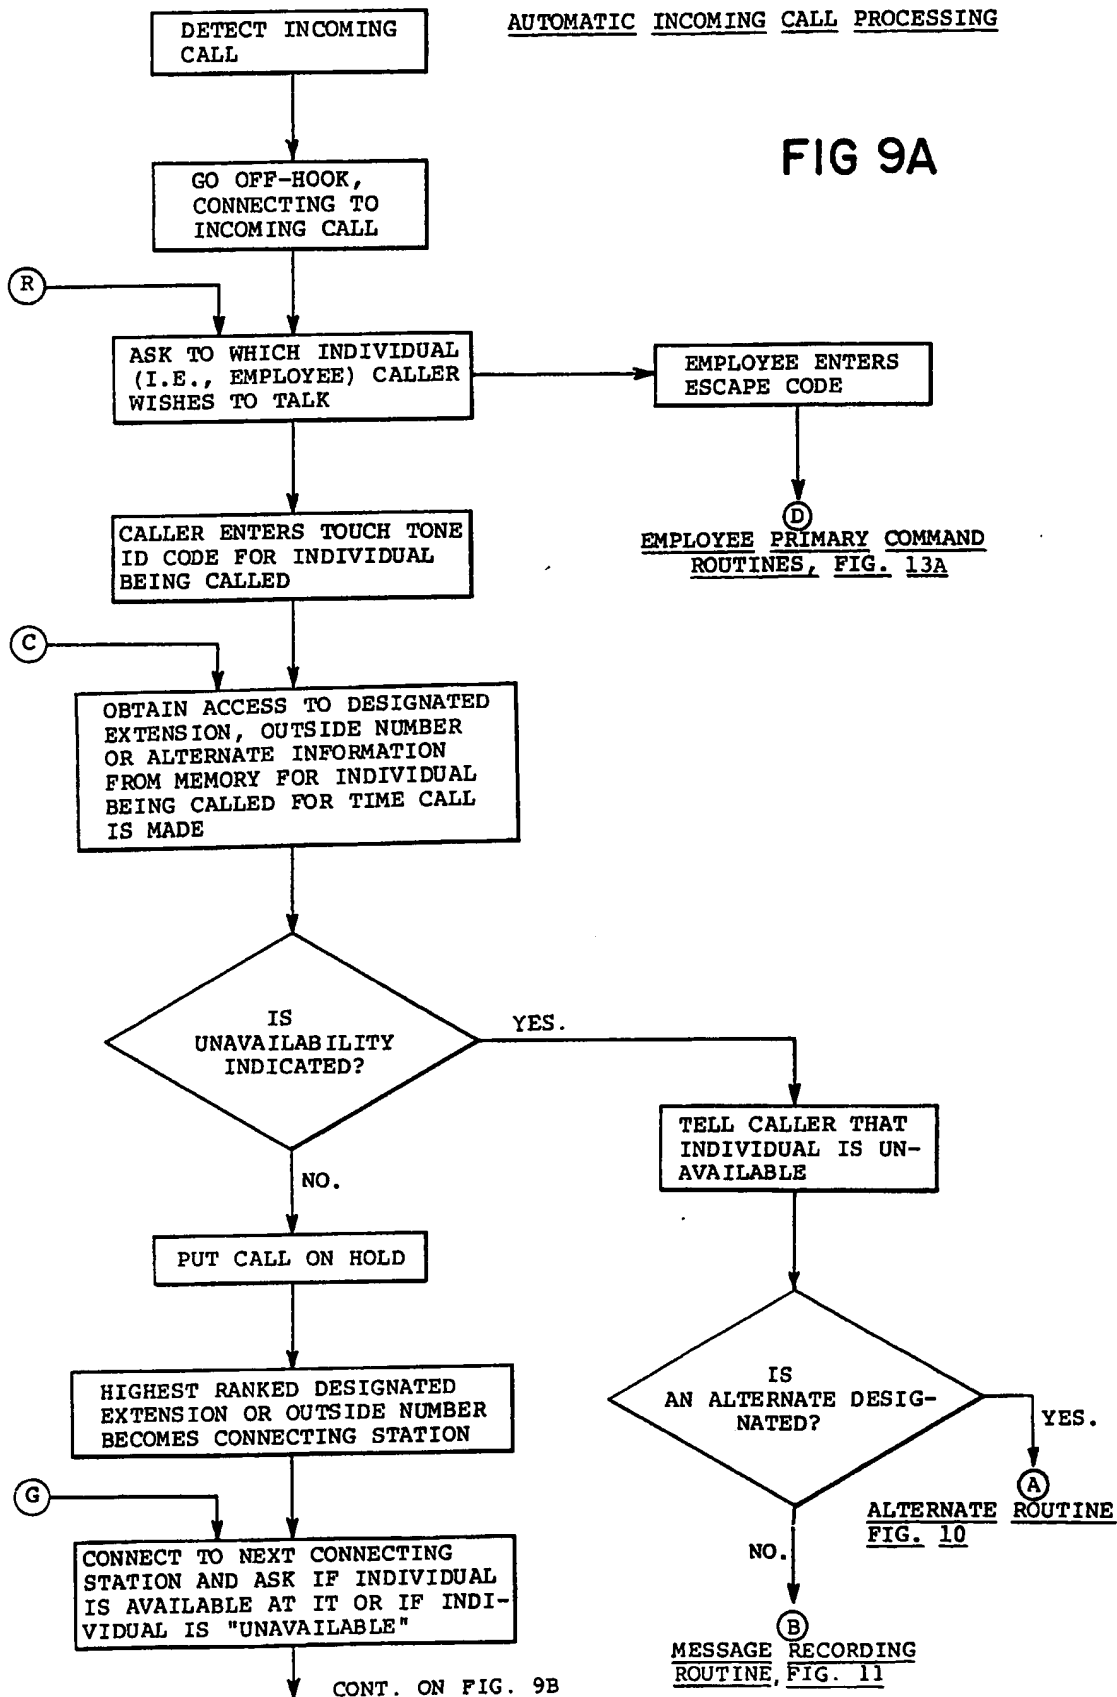 AUTOMATIC INCOMING CALL PROCESSING
FIG 9A
DETECT INCOMING
CALL
GO OFF-HOOK,
CONNECTING TO
INCOMING CALL
R
ASK TO WHICH INDIVIDUAL
(I.E., EMPLOYEE) CALLER
WISHES TO TALK
EMPLOYEE ENTERS
ESCAPE CODE
D
EMPLOYEE PRIMARY COMMAND
ROUTINES, FIG. 13A
CALLER ENTERS TOUCH TONE
ID CODE FOR INDIVIDUAL
BEING CALLED
C
OBTAIN ACCESS TO DESIGNATED
EXTENSION, OUTSIDE NUMBER
OR ALTERNATE INFORMATION
FROM MEMORY FOR INDIVIDUAL
BEING CALLED FOR TIME CALL
IS MADE
IS
UNAVAILABILITY
INDICATED?
YES.
NO.
TELL CALLER THAT
INDIVIDUAL IS UN-
AVAILABLE
PUT CALL ON HOLD
HIGHEST RANKED DESIGNATED
EXTENSION OR OUTSIDE NUMBER
BECOMES CONNECTING STATION
IS
AN ALTERNATE DESIG-
NATED?
YES.
A
ALTERNATE ROUTINE
FIG. 10
NO.
B
MESSAGE RECORDING
ROUTINE, FIG. 11
G
CONNECT TO NEXT CONNECTING
STATION AND ASK IF INDIVIDUAL
IS AVAILABLE AT IT OR IF INDI-
VIDUAL IS "UNAVAILABLE"
CONT. ON FIG. 9B